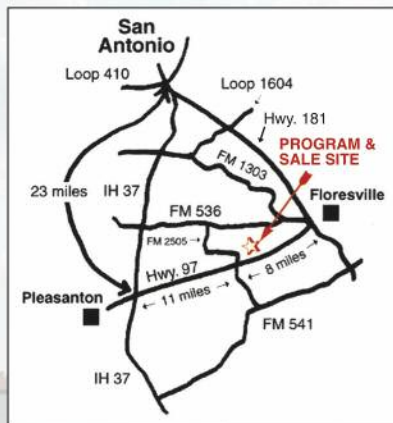 San
Antonio
Loop 410
Loop 1604
Hwy. 181
PROGRAM &
SALE SITE
FM 1303
23 miles
IH 37
Floresville
FM 536
FM 2505
Hwy. 97
8 miles
11 miles
Pleasanton
FM 541
IH 37